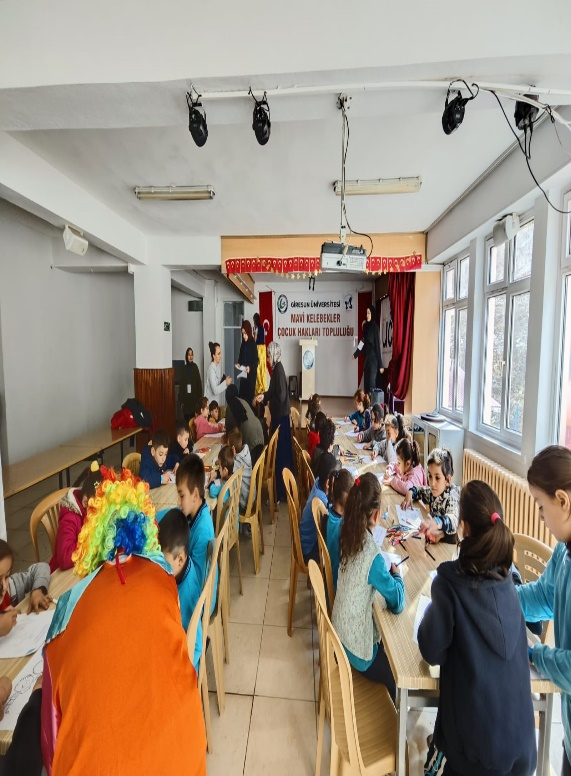 GİRESUN ÜNİVERSİTESİ
MAVİ KELEBEKLER
ÇOCUK HAKLARI TOPLULUĞU